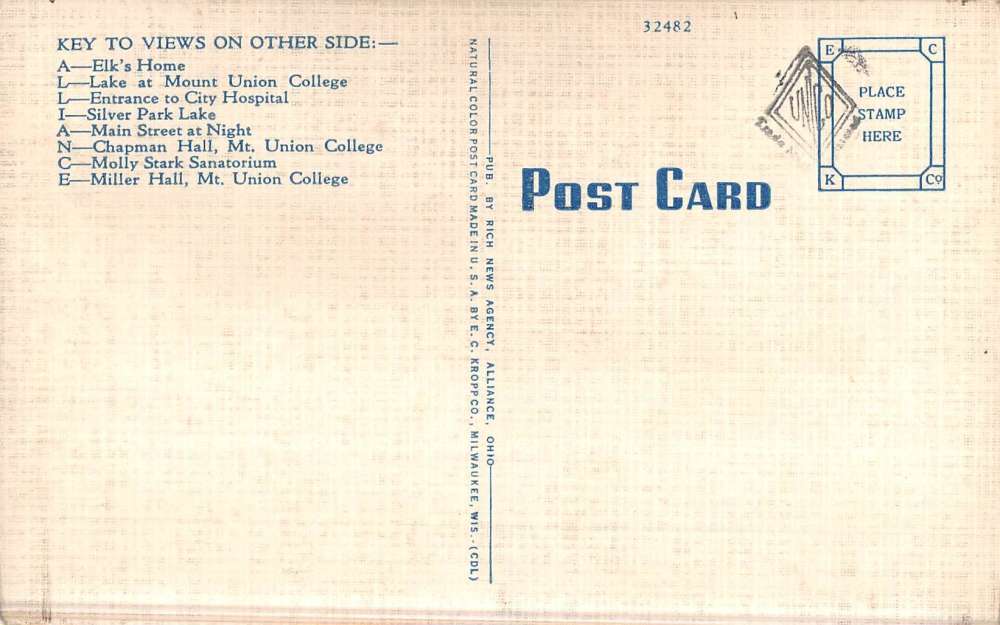 32482
KEY TO VIEWS ON OTHER SIDE:—
A—Elk's Home
L—Lake at Mount Union College
L—Entrance to City Hospital
I—Silver Park Lake
A—Main Street at Night
N—Chapman Hall, Mt. Union College
C—Molly Stark Sanatorium
E—Miller Hall, Mt. Union College
NATURAL COLOR POST CARD MADE IN U. S. A. BY E. C. KROPP CO., MILWAUKEE, WIS. (CDL)
PUB. BY RICH NEWS AGENCY, ALLIANCE, OHIO
POST CARD
E C
PLACE
STAMP
HERE
K Co
UNICO
Trade